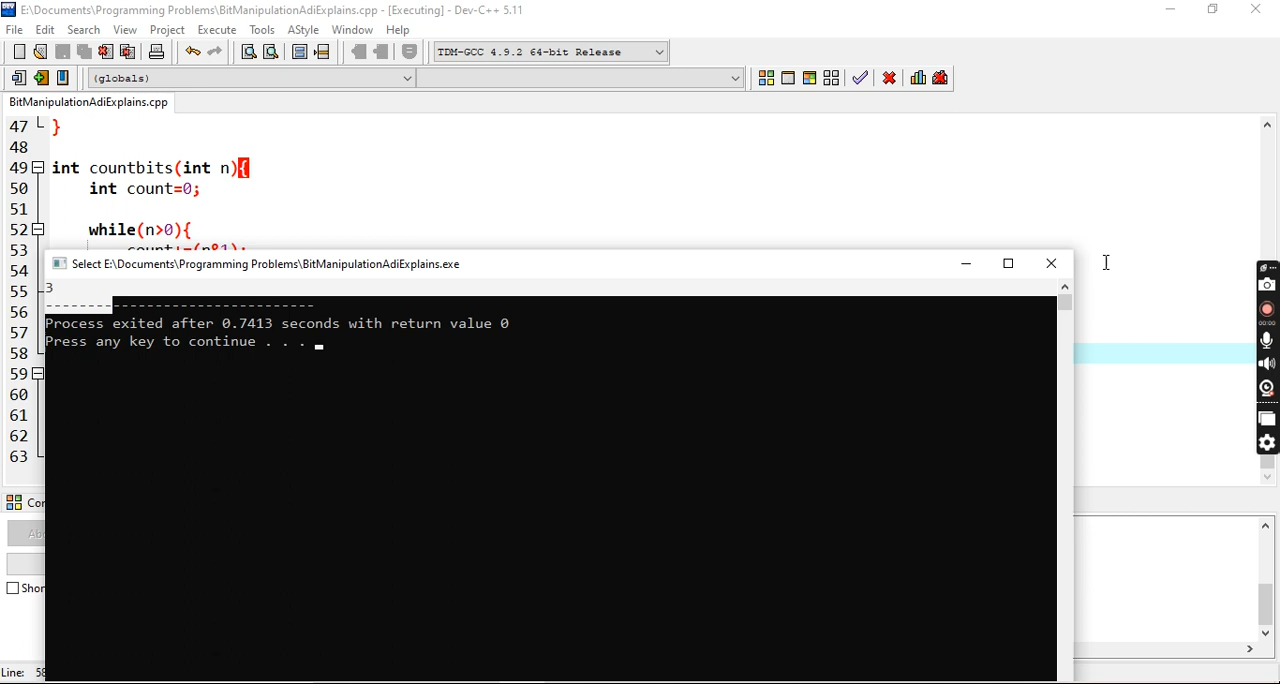 E:\Documents\Programming Problems\BitManipulationAdiExplains.cpp - [Executing] - Dev-C++ 5.11
File Edit Search View Project Execute Tools AStyle Window Help
TDM-GCC 4.9.2 64-bit Release
(globals)
BitManipulationAdiExplains.cpp
47 }
48
49 int countbits(int n){
50 int count=0;
51
52 while(n>0){
53 count+=(n&1);
54
55
56
57
58
59
60
61
62
63
Select E:\Documents\Programming Problems\BitManipulationAdiExplains.exe
3
--------------------------------
Process exited after 0.7413 seconds with return value 0
Press any key to continue . . .
00:00
Line: 58